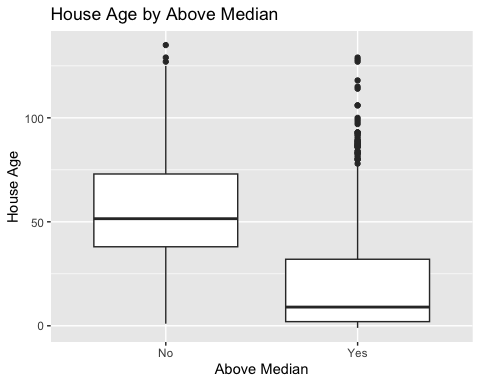 House Age by Above Median
100
50
0
House Age
No Yes
Above Median